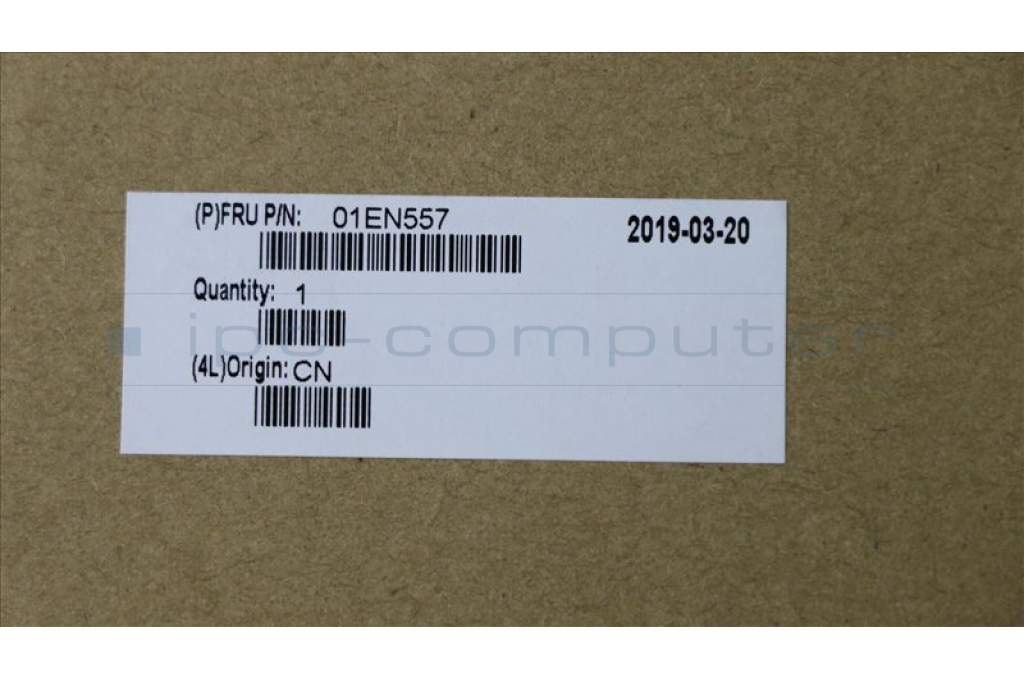 (P)FRU P/N: 01EN557
2019-03-20
Quantity: 1
ipc-computer
(4L)Origin: CN